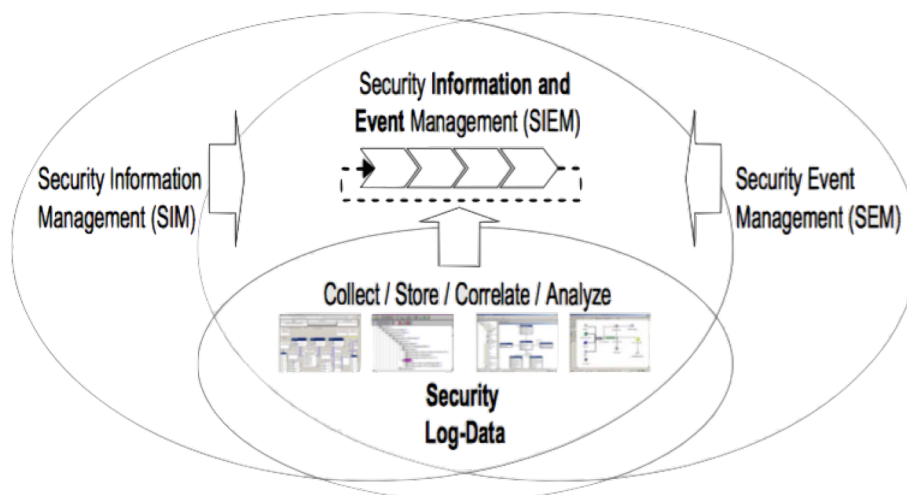 Security Information and
Event Management (SIEM)
Security Information
Management (SIM)
Security Event
Management (SEM)
Collect / Store / Correlate / Analyze
Security
Log-Data